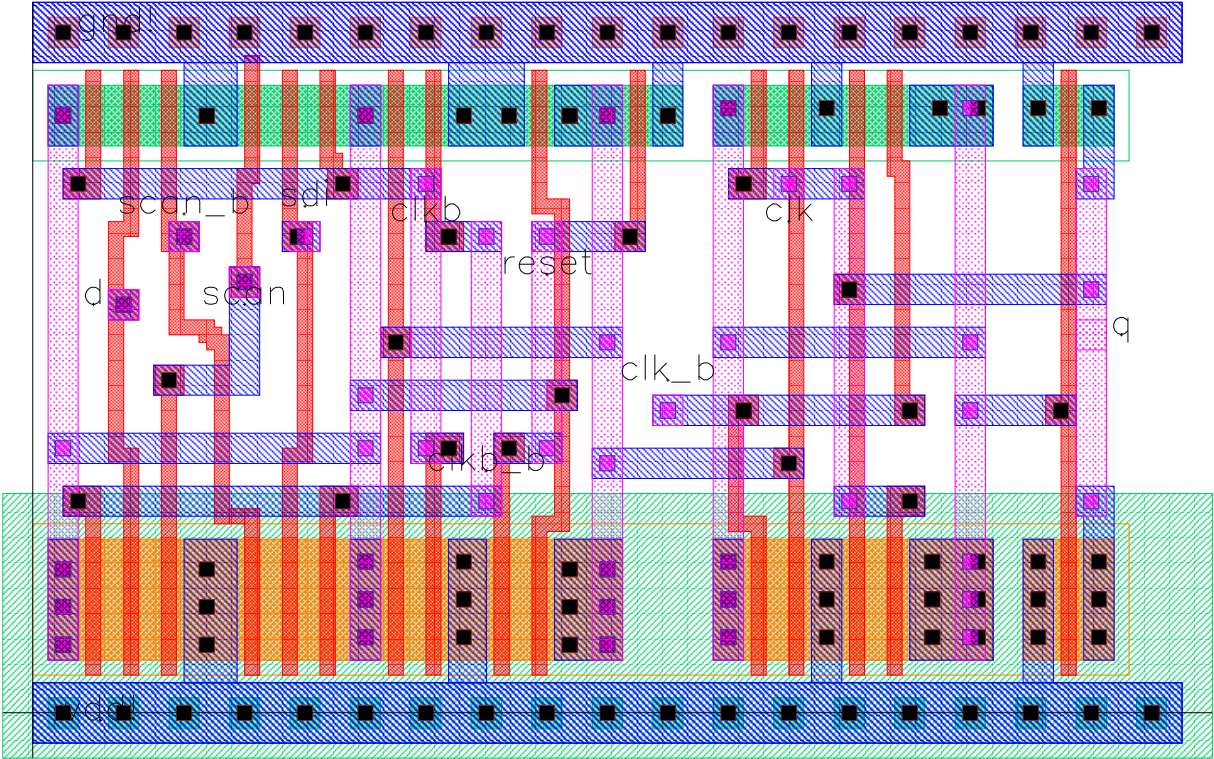 gnd!
scan_b
sdi
clkb
clk
reset
d
scan
q
clk_b
clkb_b
vdd!